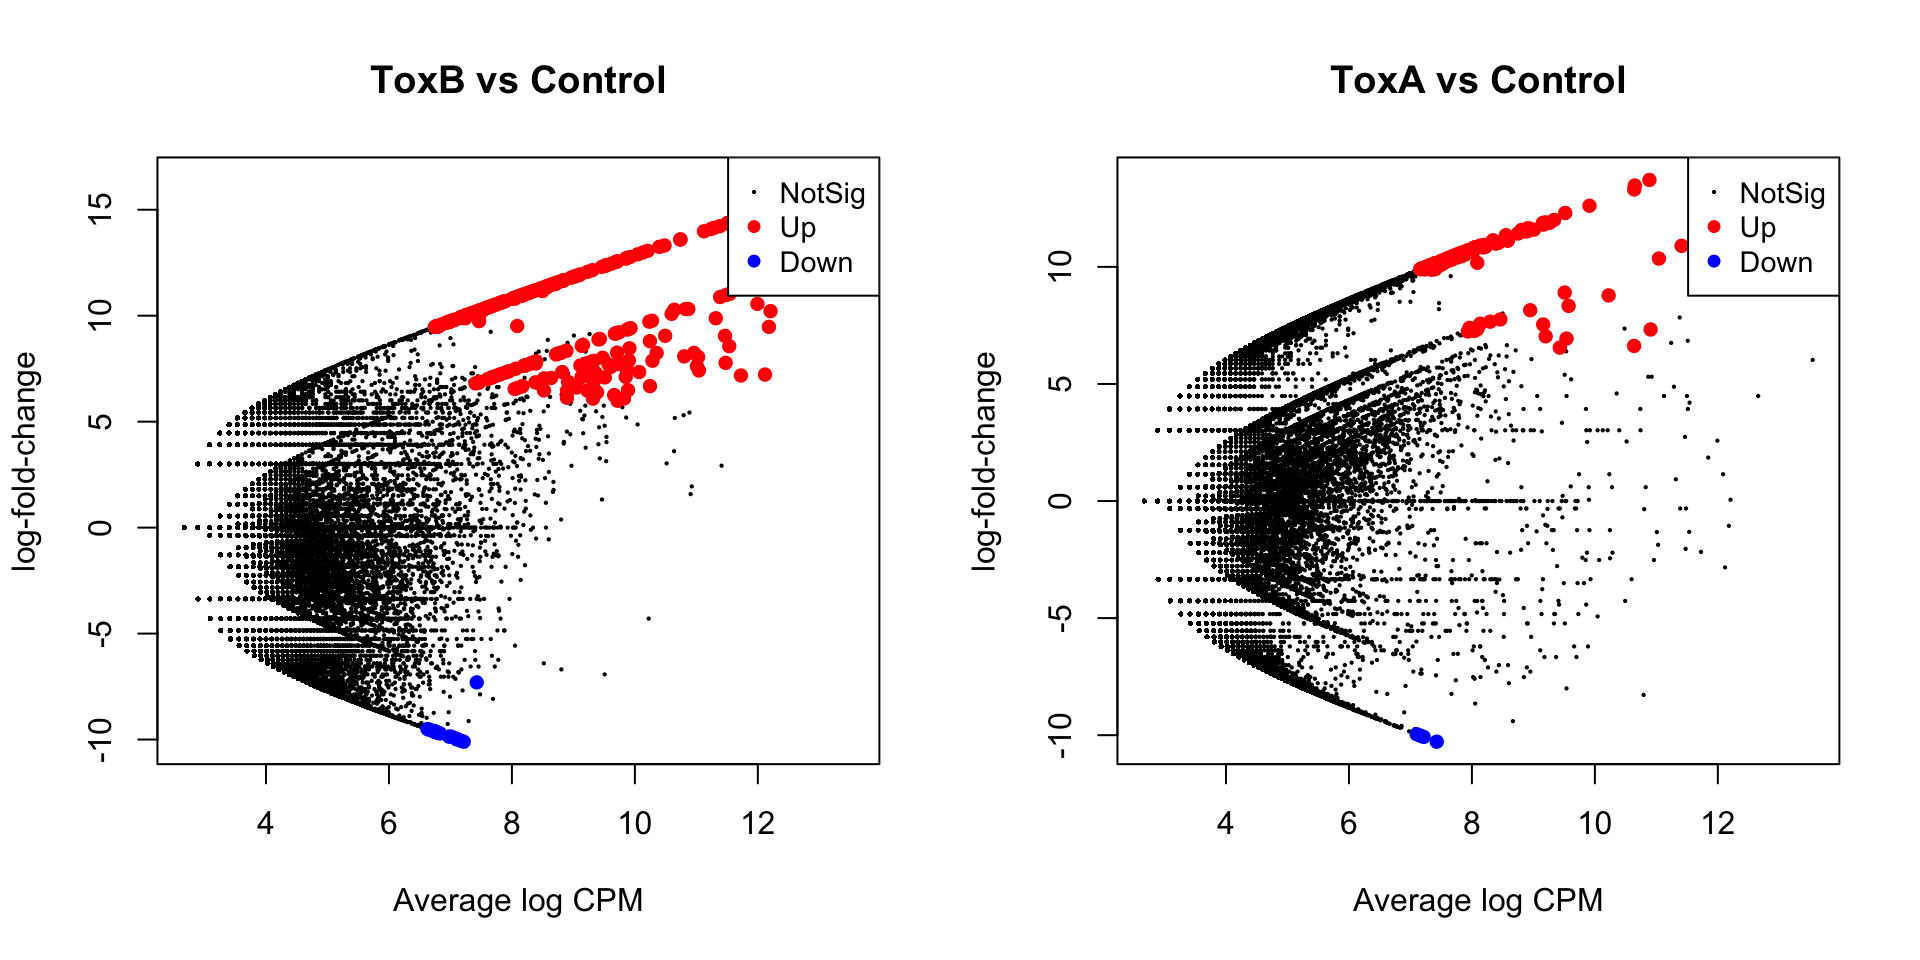 ToxB vs Control
NotSig
Up
Down
15
10
5
0
-5
-10
log-fold-change
4 6 8 10 12
Average log CPM
ToxA vs Control
NotSig
Up
Down
10
5
0
-5
-10
log-fold-change
4 6 8 10 12
Average log CPM